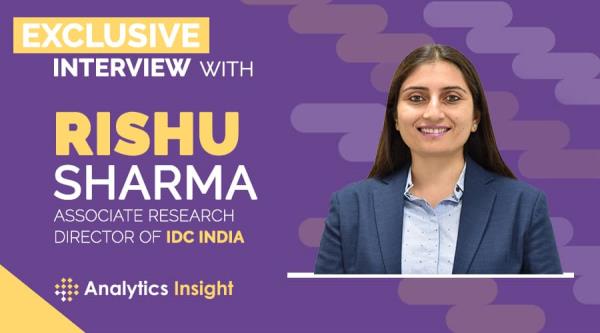 EXCLUSIVE
INTERVIEW WITH
RISHU
SHARMA
ASSOCIATE RESEARCH
DIRECTOR OF IDC INDIA
Analytics Insight